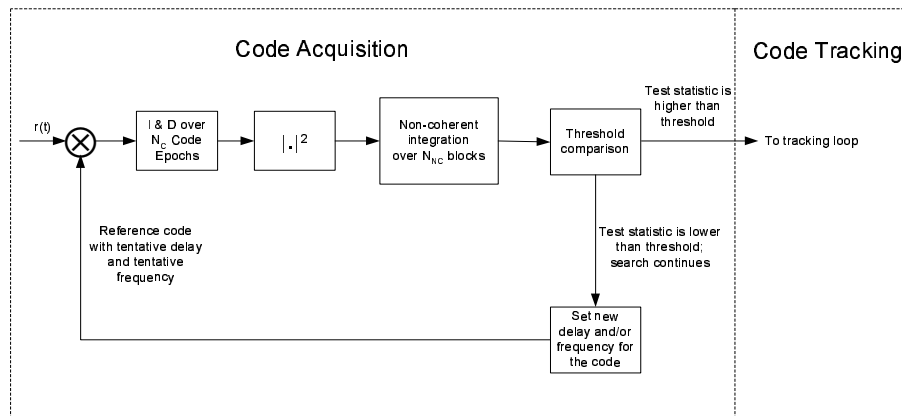 Code Acquisition
Code Tracking
r(t)
I & D over
N_C Code
Epochs
|.|²
Non-coherent
integration
over N_NC blocks
Threshold
comparison
Test statistic is
higher than
threshold
To tracking loop
Reference code
with tentative delay
and tentative
frequency
Test statistic is lower
than threshold;
search continues
Set new
delay and/or
frequency for
the code